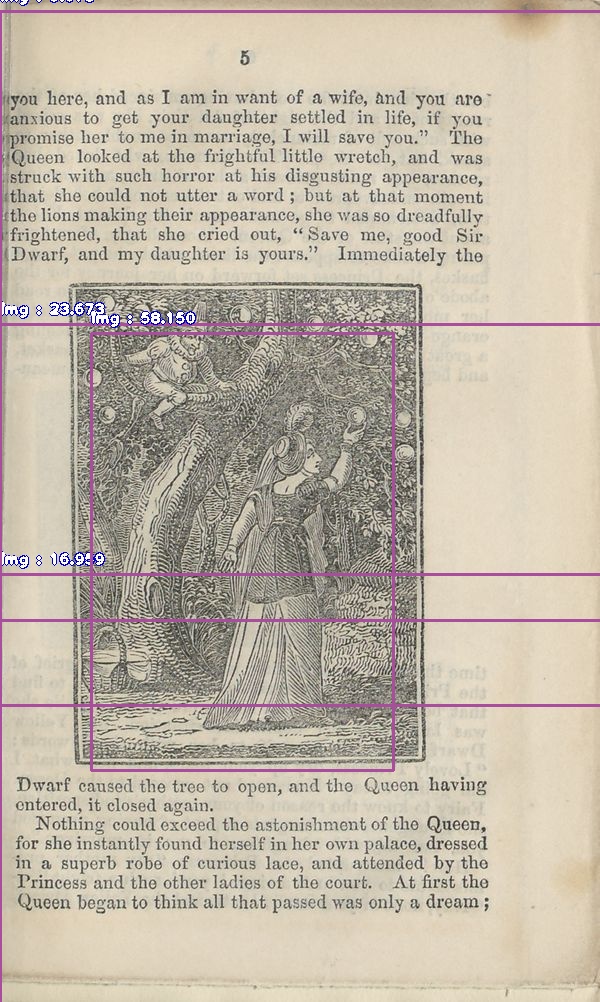 5
you here, and as I am in want of a wife, and you are
anxious to get your daughter settled in life, if you
promise her to me in marriage, I will save you.” The
Queen looked at the frightful little wretch, and was
struck with such horror at his disgusting appearance,
that she could not utter a word ; but at that moment
the lions making their appearance, she was so dreadfully
frightened, that she cried out, “ Save me, good Sir
Dwarf, and my daughter is yours.” Immediately the
Img : 23.673
Img : 58.150
Img : 16.959
Dwarf caused the tree to open, and the Queen having
entered, it closed again.
Nothing could exceed the astonishment of the Queen,
for she instantly found herself in her own palace, dressed
in a superb robe of curious lace, and attended by the
Princess and the other ladies of the court. At first the
Queen began to think all that passed was only a dream ;